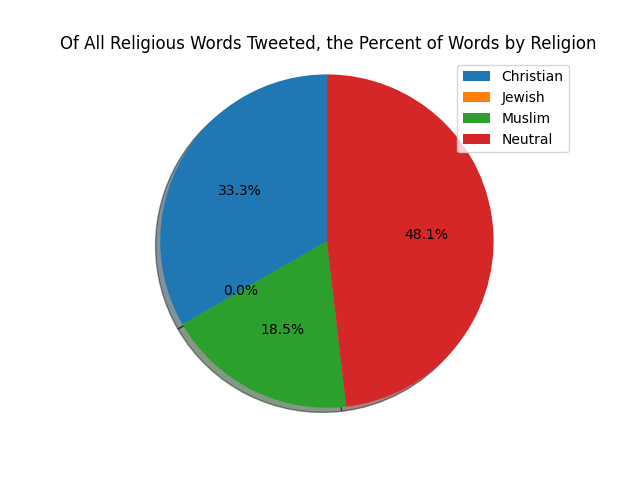 Of All Religious Words Tweeted, the Percent of Words by Religion
Christian
Jewish
Muslim
Neutral
33.3%
48.1%
0.0%
18.5%